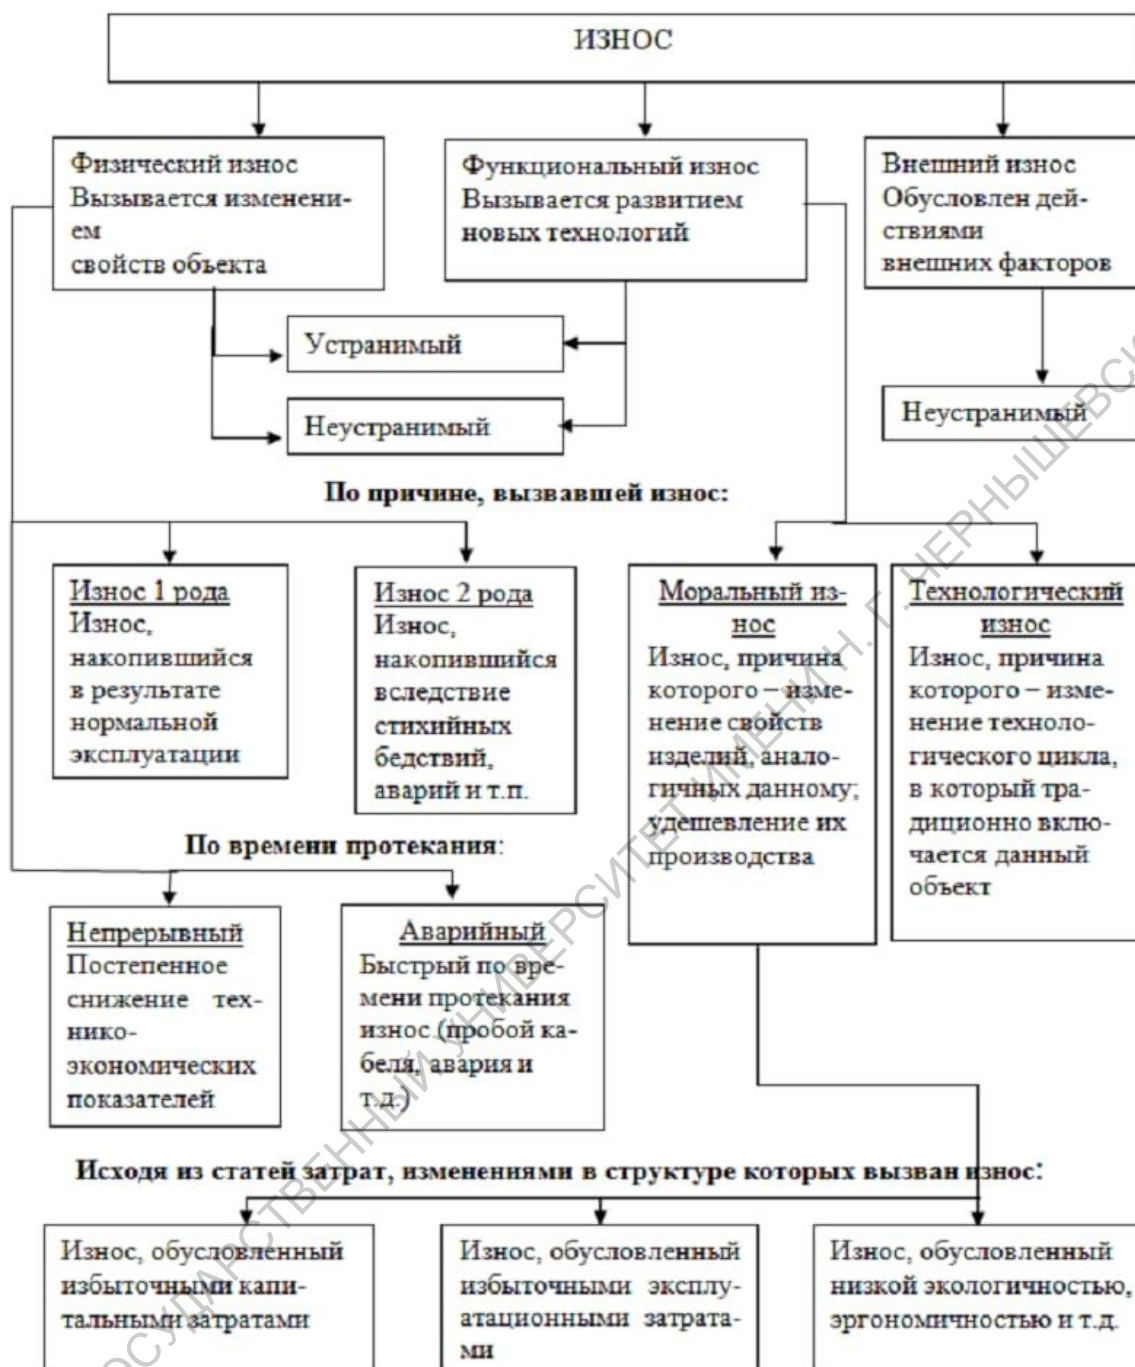 ИЗНОС
Физический износ
Вызывается изменени-
ем
свойств объекта
Функциональный износ
Вызывается развитием
новых технологий
Внешний износ
Обусловлен дей-
ствиями
внешних факторов
Устранимый
Неустранимый
Неустранимый
По причине, вызвавшей износ:
Износ 1 рода
Износ,
накопившийся
в результате
нормальной
эксплуатации
Износ 2 рода
Износ,
накопившийся
вследствие
стихийных
бедствий,
аварий и т.п.
Моральный из-
нос
Износ, причина
которого – изме-
нение свойств
изделий, анало-
гичных данному;
удешевление их
производства
Технологический
износ
Износ, причина
которого – изме-
нение техноло-
гического цикла,
в который тра-
диционно вклю-
чается данный
объект
По времени протекания:
Непрерывный
Постепенное
снижение тех-
нико-
экономических
показателей
Аварийный
Быстрый по вре-
мени протекания
износ (пробой ка-
беля, авария и
т.д.)
Исходя из статей затрат, изменениями в структуре которых вызван износ:
Износ, обусловленный
избыточными капи-
тальными затратами
Износ, обусловленный
избыточными эксплу-
атационными затрата-
ми
Износ, обусловленный
низкой экологичностью,
эргономичностью и т.д.
ОСУДАРСТВЕННЫЙ УНИВЕРСИТЕТ ИМЕНИ Н. Г. ЧЕРНЫШЕВСК